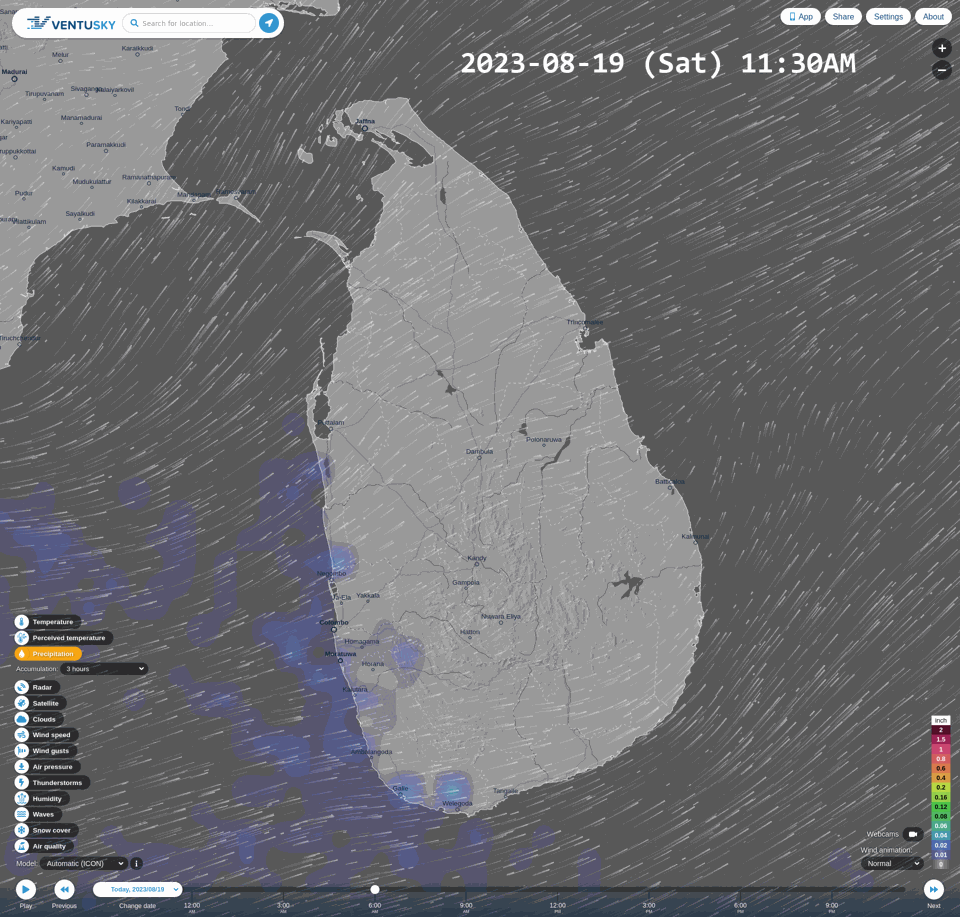 VENTUSKY
Search for location...
App
Share
Settings
About
2023-08-19 (Sat) 11:30AM
+
−
Karaikkudi
Melur
Madurai
Tirupuvanam
Sivaganga
Kalaiyarkovil
Tondi
Manamadurai
Kariyapatti
Paramakkudi
Kamudi
Mudukulattur
Ramanathapuram
Pudur
Kilakkarai
Sayalkudi
Vilattikulam
Jaffna
Trincomalee
Puttalam
Polonaruwa
Dambula
Batticaloa
Kalmunai
Kandy
Gampola
Negombo
Ja-Ela
Yakkala
Nuwara Eliya
Colombo
Hatton
Homagama
Moratuwa
Horana
Kalutara
Ambalangoda
Galle
Tangalle
Weligoda
Temperature
Perceived temperature
Precipitation
Accumulation:
3 hours
Radar
Satellite
Clouds
Wind speed
Wind gusts
Air pressure
Thunderstorms
Humidity
Waves
Snow cover
Air quality
Model:
Automatic (ICON)
i
inch
2
1.5
1
0.8
0.6
0.4
0.2
0.16
0.12
0.08
0.06
0.04
0.02
0.01
0
Webcams
Wind animation:
Normal
Today, 2023/08/19
Play
Previous
Change date
12:00
AM
3:00
AM
6:00
AM
9:00
AM
12:00
PM
3:00
PM
6:00
PM
9:00
PM
Next